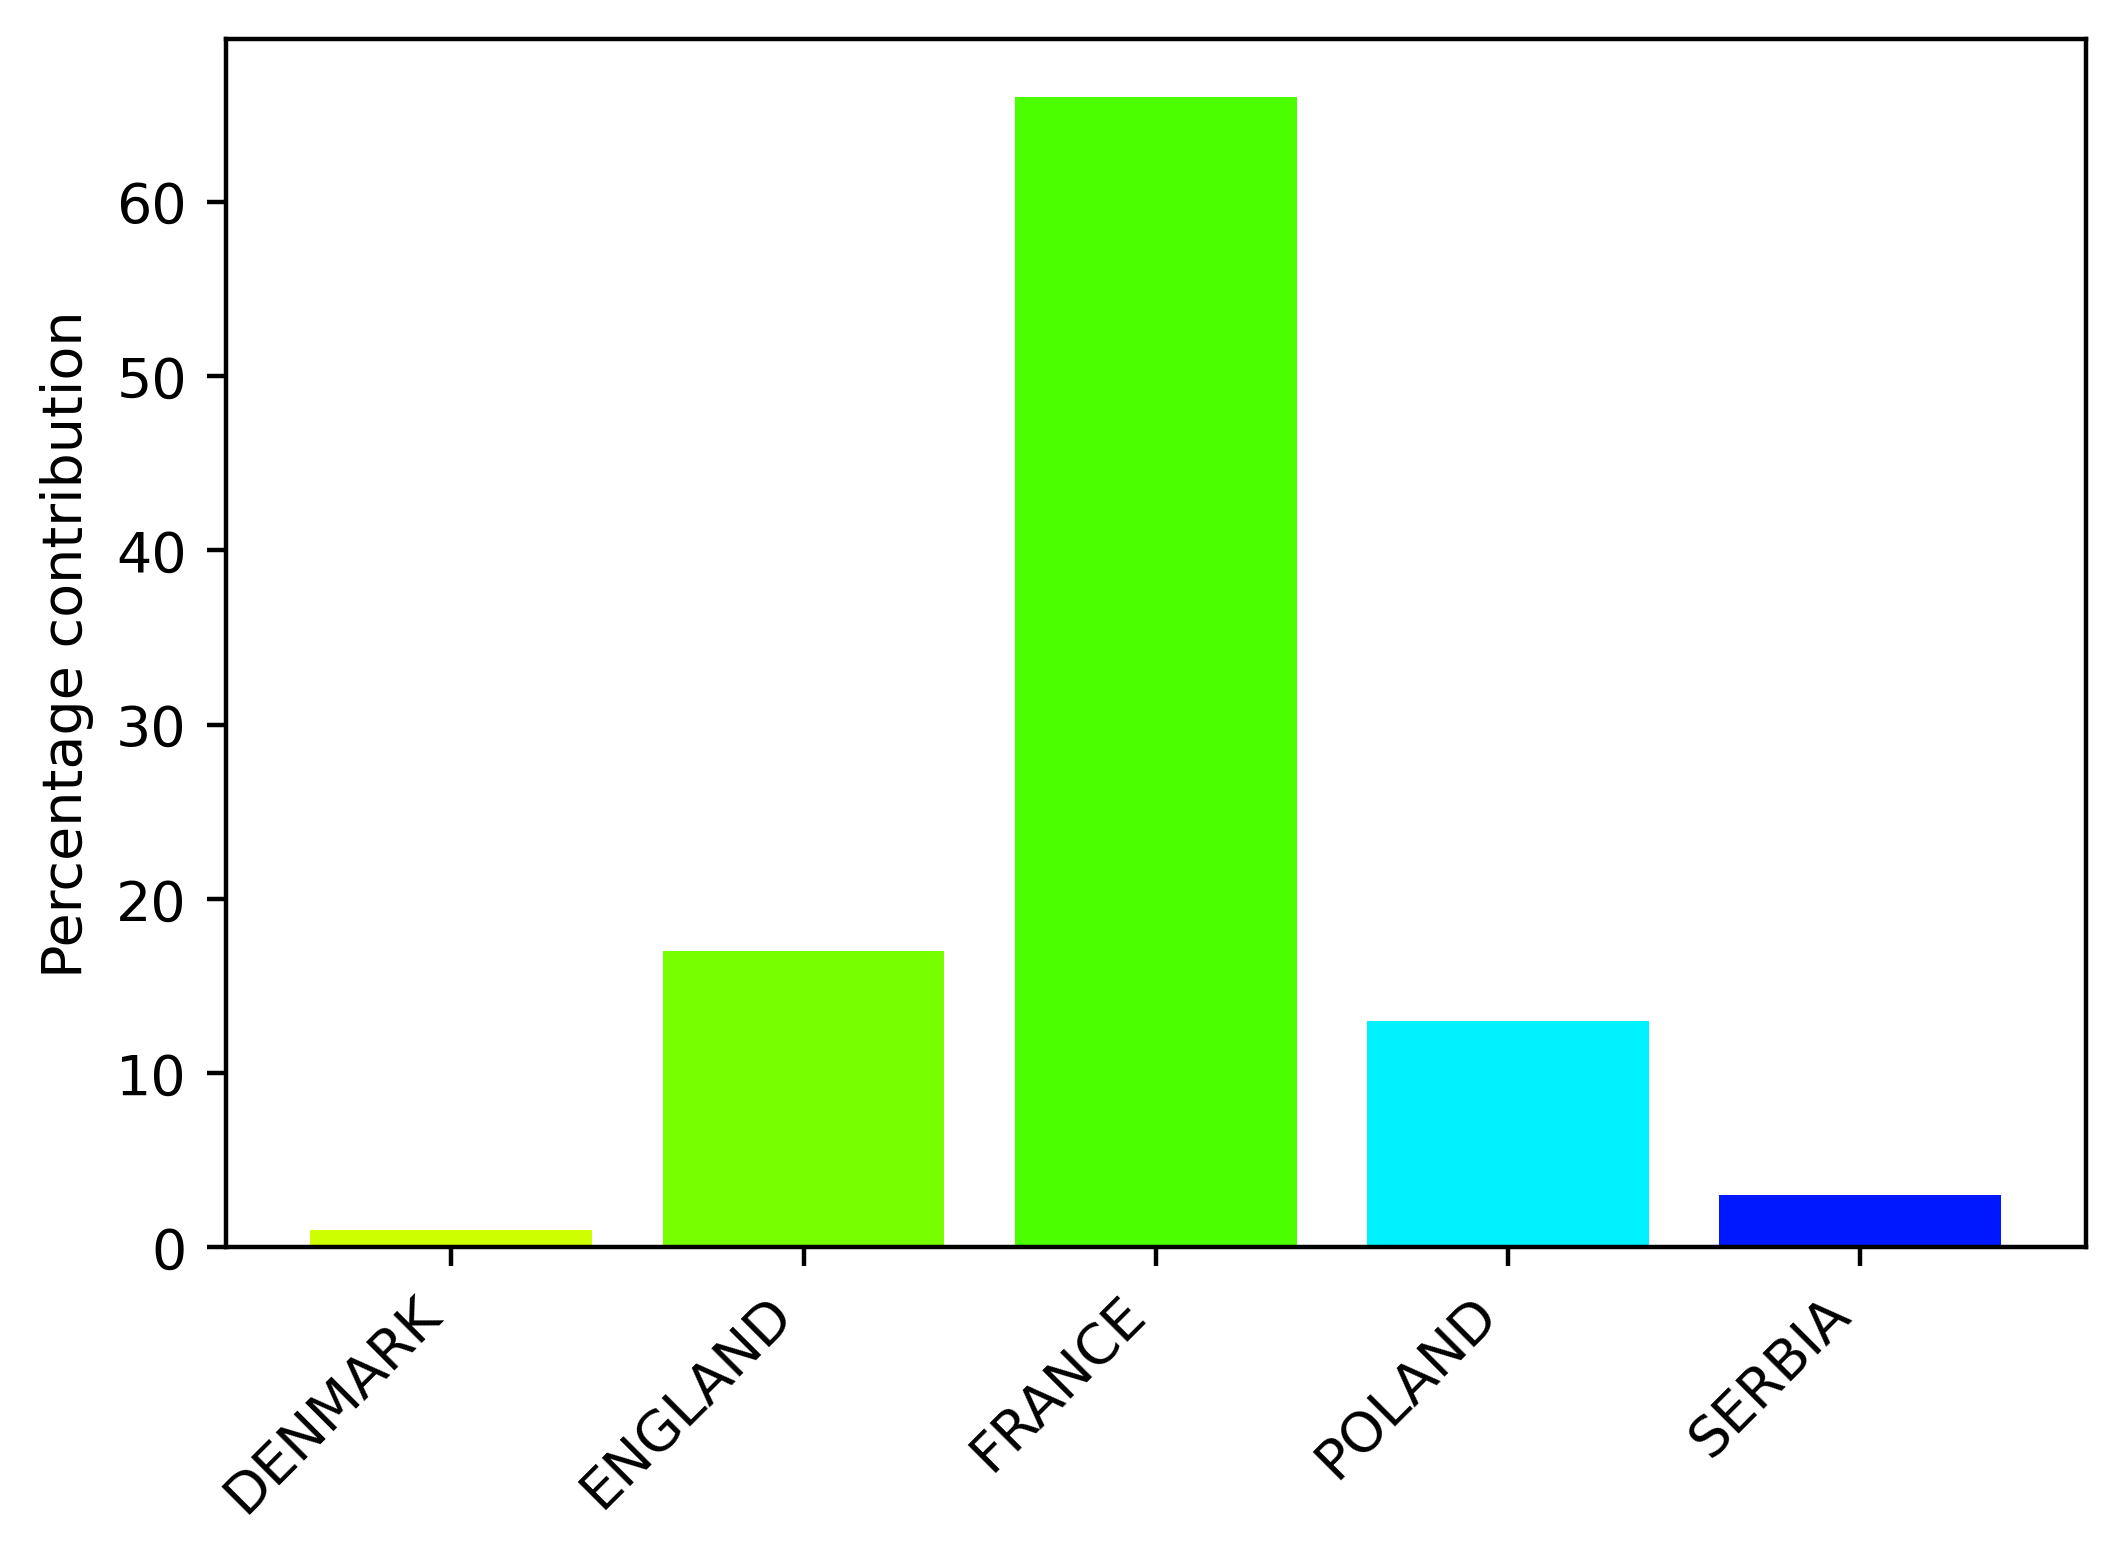 Percentage contribution
60
50
40
30
20
10
0
DENMARK
ENGLAND
FRANCE
POLAND
SERBIA